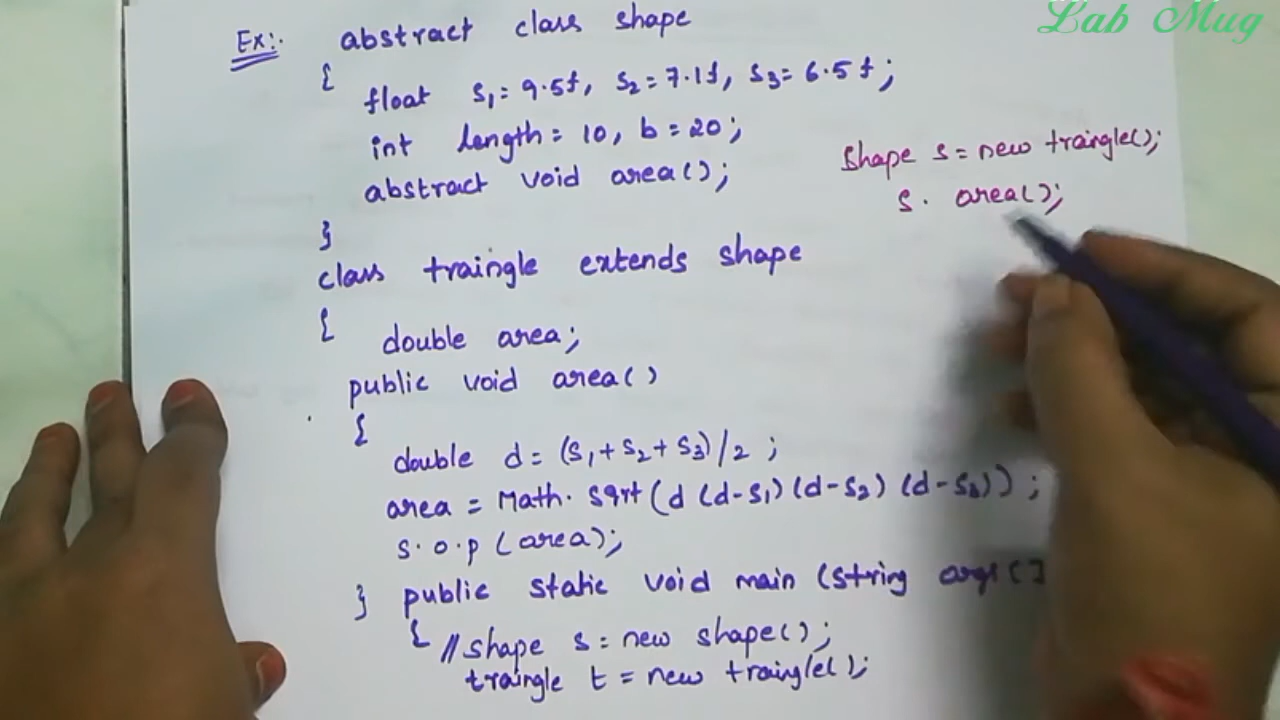 Lab Mug
Ex:- abstract class shape
{
float s1 = 9.5f, s2 = 7.1f, s3 = 6.5f;
int length = 10, b = 20;
abstract void area();
}
class traingle extends shape
{ double area;
public void area()
{
double d = (s1 + s2 + s3)/2 ;
area = Math. sqrt (d (d-s1) (d-s2) (d-s3)) ;
s.o.p (area);
} public static void main (string args []
{ // shape s = new shape();
traingle t = new traingle();
shape s = new traingle();
s. area();